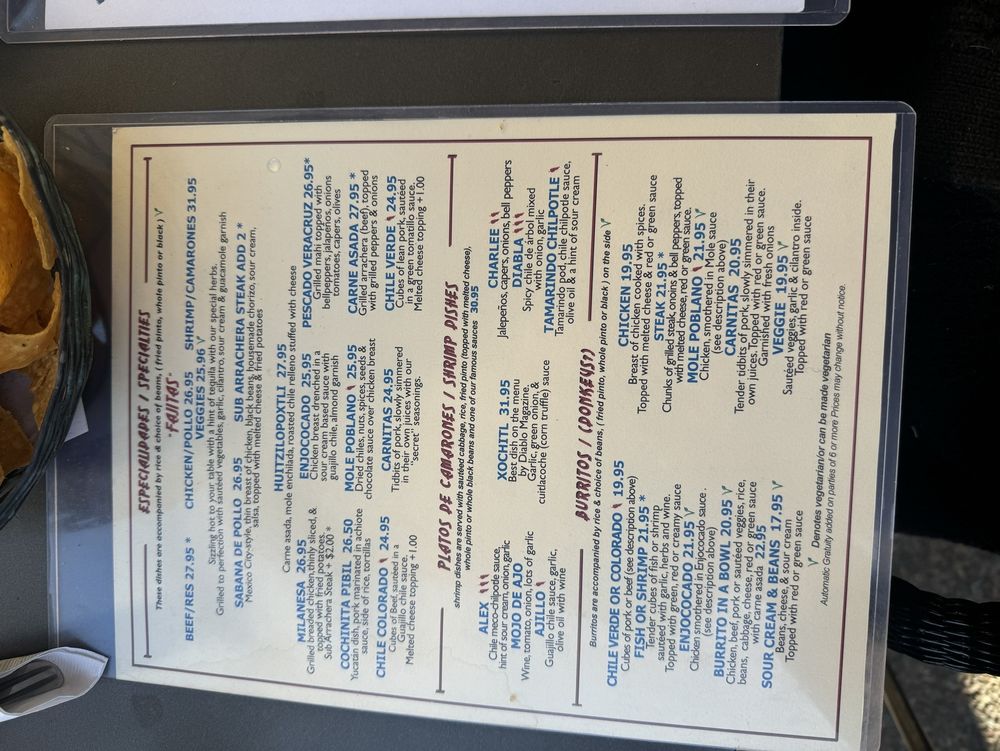 ESPECIALIDADES / SPECIALTIES
These dishes are accompanied by rice & choice of beans, ( fried pinto, whole pinto or black ) V
"FAJITAS"
BEEF/RES 27.95 * CHICKEN/POLLO 26.95 SHRIMP/CAMARONES 31.95
VEGGIES 25.96 V
Sizzling hot to your table with a hint of tequila with our special herbs.
Grilled to perfection with sautéed vegetables, garlic, cilantro, sour cream & guacamole garnish
SABANA DE POLLO 26.95 SUB ARRACHERA STEAK ADD 2 *
Mexico City-style, thin breast of chicken, black beans, housemade chorizo, sour cream,
salsa, topped with melted cheese & fried potatoes
HUITZILOPOXTLI 27.95
Carne asada, mole enchilada, roasted chile relleno stuffed with cheese
MILANESA 26.95
Grilled breaded chicken, thinly sliced, &
topped with fried potatoes.
Sub Arrachera Steak + $2.00 *
COCHINITA PIBIL 26.50
Yucatan dish, pork marinated in achiote
sauce, side of rice, tortillas
CHILE COLORADO 24.95
Cubes of Beef, sautéed in a
Guajillo chile sauce.
Melted cheese topping +1.00
ENJOCOADO 25.95
Chicken breast drenched in a
sour cream based sauce with
guajillo chile, almond garnish
MOLE POBLANO 25.95
Dried chiles, nuts, spices, seeds &
chocolate sauce over chicken breast
CARNITAS 24.95
Tidbits of pork, slowly simmered
in their own juices with our
"secret" seasonings.
PESCADO VERACRUZ 26.95*
Grilled mahi topped with
bellpeppers, jalapeños, onions
tomatoes, capers, olives
CARNE ASADA 27.95 *
Grilled arrachera (beef), topped
with grilled peppers & onions
CHILE VERDE 24.95
Cubes of lean pork, sautéed
in a green tomatillo sauce.
Melted cheese topping +1.00
PLATOS DE CAMARONES / SHRIMP DISHES
shrimp dishes are served with sautéed cabbage, rice, fried pinto (topped with melted cheese),
whole pinto or whole black beans and one of our famous sauces 30.95
ALEX
Chile meco-chilpotle sauce,
hint of sour cream, onion, garlic
MOJO DE AJO
Wine, tomato, onion, loss of garlic
AJILLO
Guajillo chile sauce, garlic,
olive oil with wine
XOCHITL 31.95
Best dish on the menu
by Diablo Magazine.
Garlic, green onion, &
cuitlacoche (corn truffle) sauce
CHARLEE
Jalepeños, capers, onions, bell peppers
DIABLA
Spicy chile de árbol mixed
with onion, garlic
TAMARINDO CHILPOTLE
Tamarindo pod, chile chilpotle sauce,
olive oil & a hint of sour cream
BURRITOS / (DONKEYS?)
Burritos are accompanied by rice & choice of beans, ( fried pinto, whole pinto or black ) on the side V
CHILE VERDE OR COLORADO 19.95
Cubes of pork or beef (see description above)
FISH OR SHRIMP 21.95 *
Tender cubes of fish or shrimp
sautéed with garlic, herbs and wine.
Topped with green, red or creamy sauce
ENJOCOCADO 21.95 V
Chicken smothered in Enjococado sauce .
(see description above)
BURRITO IN A BOWL 20.95 V
Chicken, beef, pork or sautéed veggies, rice,
beans, cabbage, cheese, red or green sauce
with carne asada 22.95
SOUR CREAM & BEANS 17.95 V
Beans, cheese, & sour cream
Topped with red or green sauce
CHICKEN 19.95
Breast of chicken cooked with spices.
Topped with melted cheese & red or green sauce
STEAK 21.95 *
Chunks of grilled steak, onions & bell peppers, topped
with melted cheese, red or green sauce.
MOLE POBLANO 21.95 V
Chicken, smothered in Mole sauce
(see description above)
CARNITAS 20.95
Tender tidbits of pork, slowly simmered in their
own juices. Topped with red or green sauce.
Garnished with fresh onions
VEGGIE 19.95 V
Sautéed veggies, garlic & cilantro inside.
Topped with red or green sauce
V Denotes vegetarian/or can be made vegetarian
Automatic Gratuity added on parties of 6 or more Prices may change without notice.